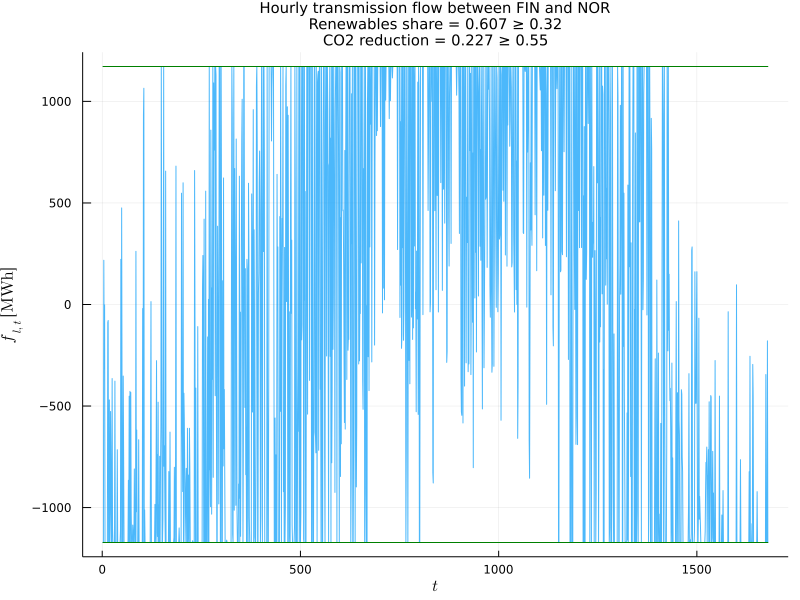 Hourly transmission flow between FIN and NOR
Renewables share = 0.607 ≥ 0.32
CO2 reduction = 0.227 ≥ 0.55
1000
500
0
−500
−1000
f l,t [MWh]
0
500
1000
1500
t